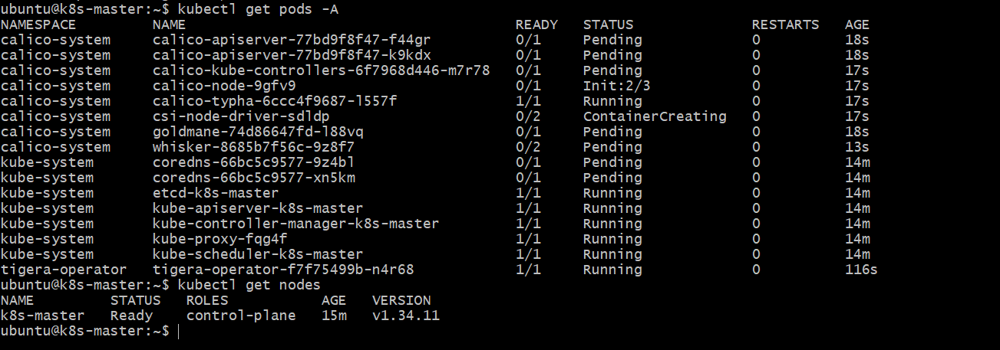 ubuntu@k8s-master:~$ kubectl get pods -A
NAMESPACE NAME READY STATUS RESTARTS AGE
calico-system calico-apiserver-77bd9f8f47-f44gr 0/1 Pending 0 18s
calico-system calico-apiserver-77bd9f8f47-k9kdx 0/1 Pending 0 18s
calico-system calico-kube-controllers-6f7968d446-m7r78 0/1 Pending 0 17s
calico-system calico-node-9gfv9 0/1 Init:2/3 0 17s
calico-system calico-typha-6ccc4f9687-l557f 1/1 Running 0 17s
calico-system csi-node-driver-sdldp 0/2 ContainerCreating 0 17s
calico-system goldmane-74d86647fd-l88vq 0/1 Pending 0 18s
calico-system whisker-8685b7f56c-9z8f7 0/2 Pending 0 13s
kube-system coredns-66bc5c9577-9z4bl 0/1 Pending 0 14m
kube-system coredns-66bc5c9577-xn5km 0/1 Pending 0 14m
kube-system etcd-k8s-master 1/1 Running 0 14m
kube-system kube-apiserver-k8s-master 1/1 Running 0 14m
kube-system kube-controller-manager-k8s-master 1/1 Running 0 14m
kube-system kube-proxy-fqg4f 1/1 Running 0 14m
kube-system kube-scheduler-k8s-master 1/1 Running 0 14m
tigera-operator tigera-operator-f7f75499b-n4r68 1/1 Running 0 116s
ubuntu@k8s-master:~$ kubectl get nodes
NAME STATUS ROLES AGE VERSION
k8s-master Ready control-plane 15m v1.34.11
ubuntu@k8s-master:~$